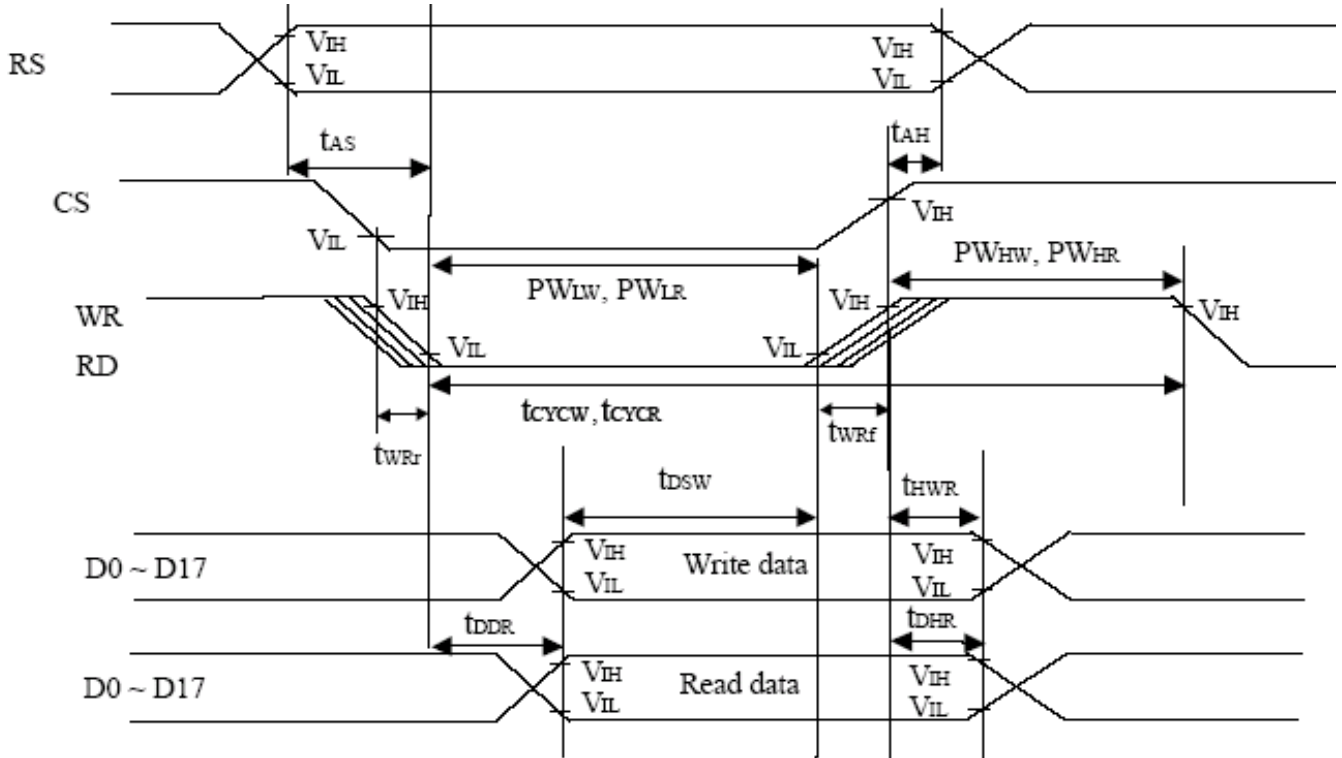 RS
VIH
VIL
VIH
VIL
tAS
tAH
CS
VIL
VIH
PWLW, PWLR
PWHW, PWHR
WR
RD
VIH
VIL
VIL
VIH
VIH
tCYCW, tCYCR
tWRr
tWRf
tDSW
tHWR
D0 ~ D17
VIH
VIL
Write data
VIH
VIL
tDDR
tDHR
D0 ~ D17
VIH
VIL
Read data
VIH
VIL